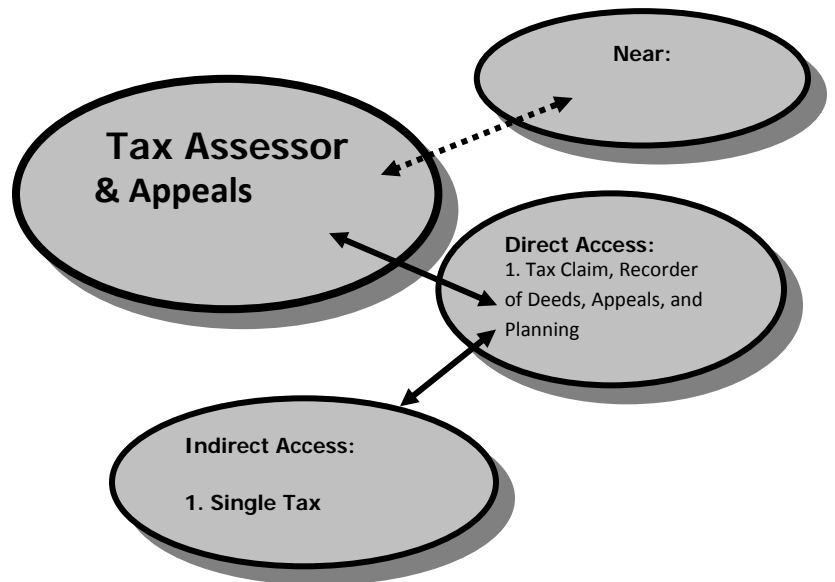 Near:
Tax Assessor
& Appeals
Direct Access:
1. Tax Claim, Recorder
of Deeds, Appeals, and
Planning
Indirect Access:
1. Single Tax